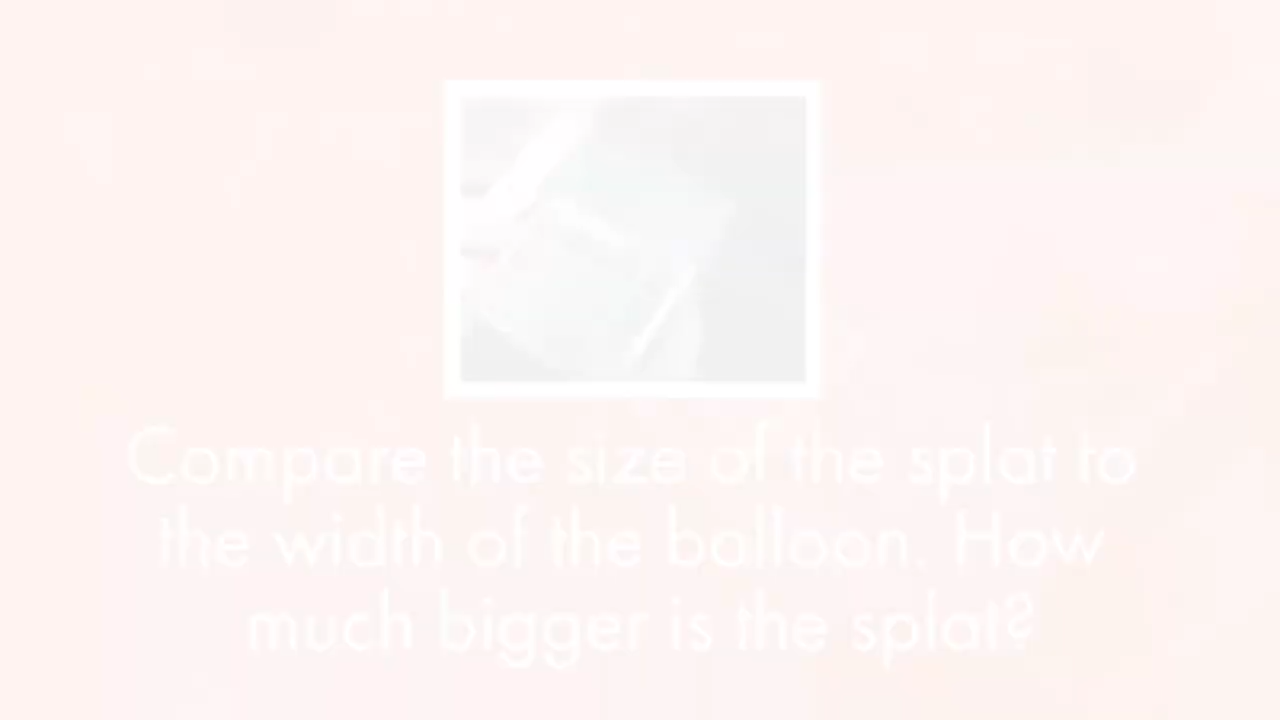 Compare the size of the splat to
the width of the balloon. How
much bigger is the splat?